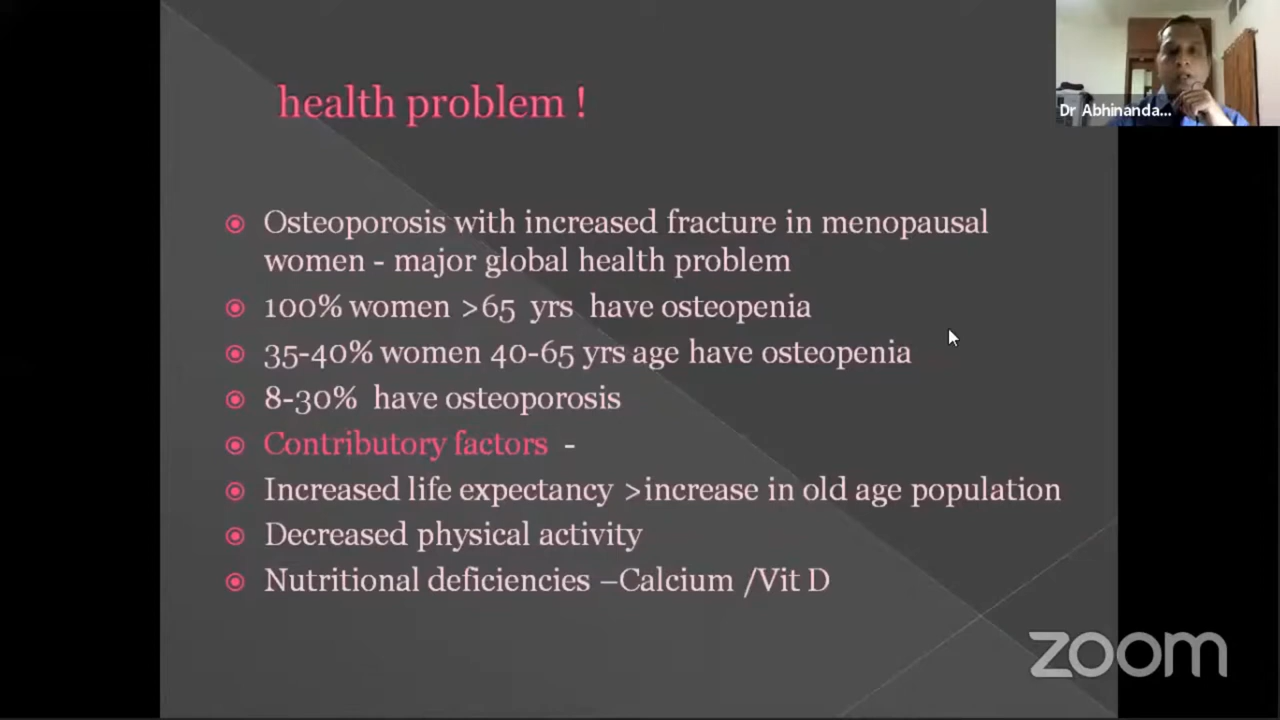 health problem !
Dr Abhinanda...
Osteoporosis with increased fracture in menopausal
women - major global health problem
100% women >65 yrs have osteopenia
35-40% women 40-65 yrs age have osteopenia
8-30% have osteoporosis
Contributory factors -
Increased life expectancy >increase in old age population
Decreased physical activity
Nutritional deficiencies –Calcium /Vit D
zoom